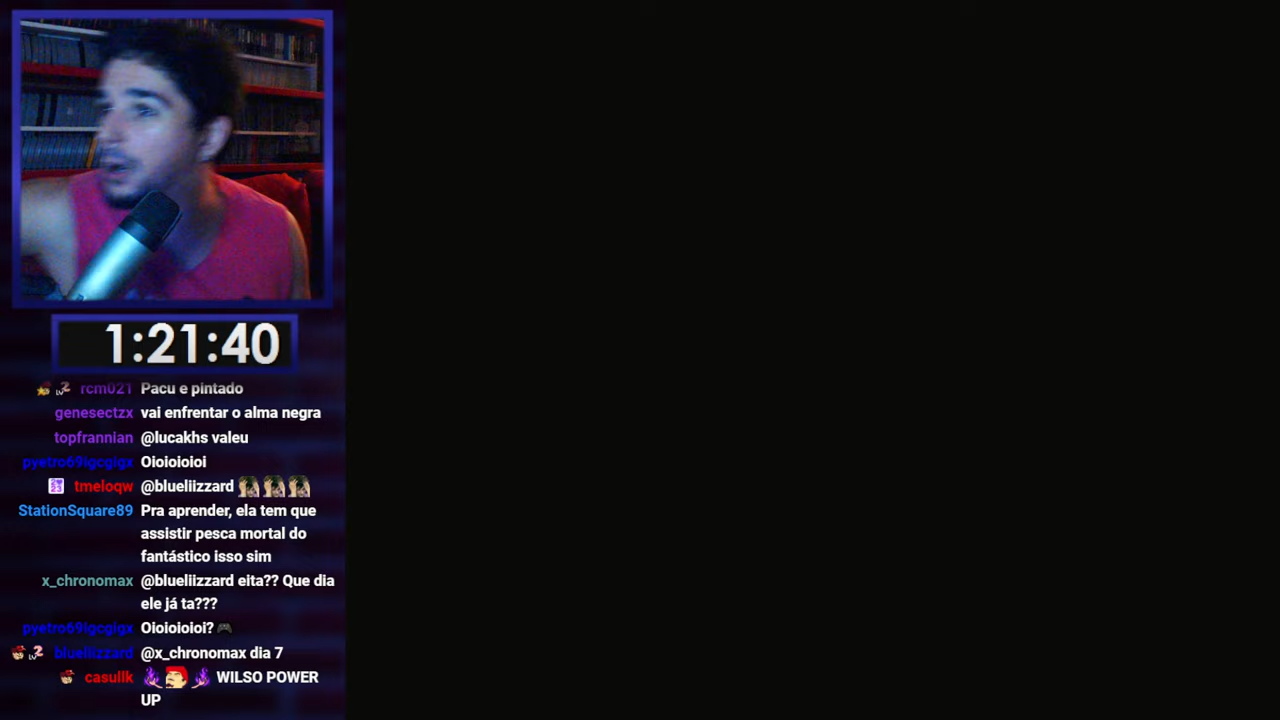 1:21:40
rcm021 Pacu e pintado
genesectzx vai enfrentar o alma negra
topfrannian @lucakhs valeu
pyetro69lgcgigx Oioioioioi
tmeloqw @blueliizzard
StationSquare89 Pra aprender, ela tem que
assistir pesca mortal do
fantástico isso sim
x_chronomax @blueliizzard eita?? Que dia
ele já ta???
pyetro69lgcgigx Oioioioioi?
blueliizzard @x_chronomax dia 7
casullk WILSO POWER
UP